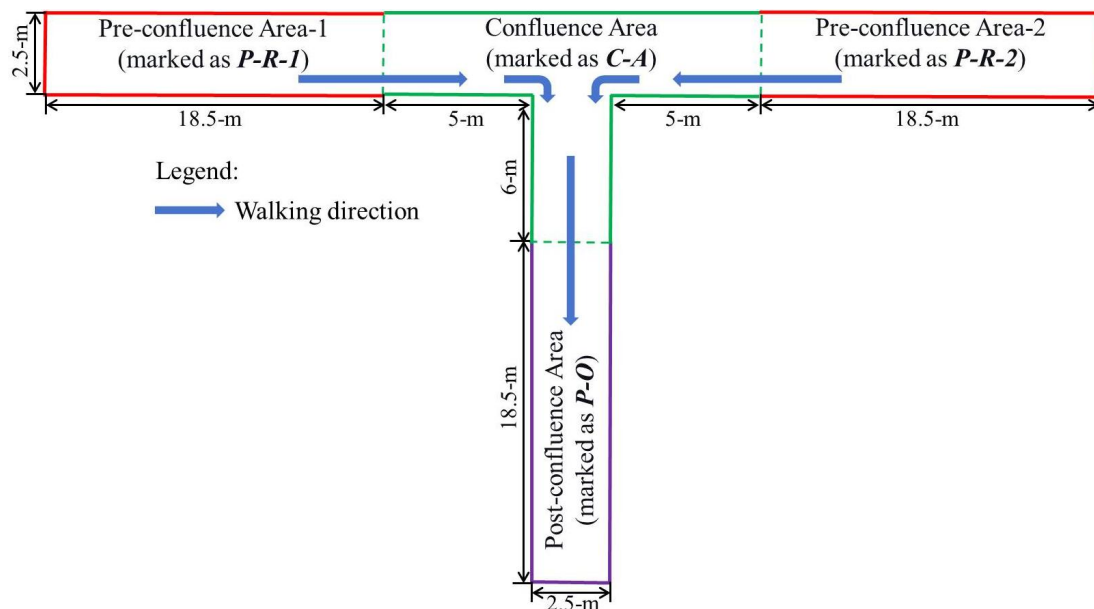 Pre-confluence Area-1
(marked as P-R-1)
Confluence Area
(marked as C-A)
Pre-confluence Area-2
(marked as P-R-2)
2.5-m
18.5-m
5-m
5-m
18.5-m
6-m
Legend:
Walking direction
18.5-m
Post-confluence Area
(marked as P-O)
2.5-m